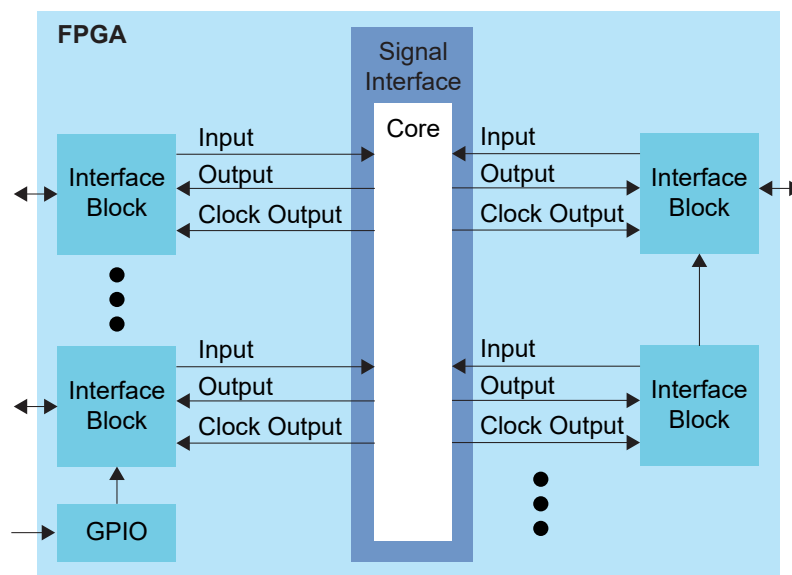 FPGA
Signal
Interface
Core
Interface
Block
Input
Output
Clock Output
Input
Output
Clock Output
Interface
Block
Interface
Block
Input
Output
Clock Output
Input
Output
Clock Output
Interface
Block
GPIO